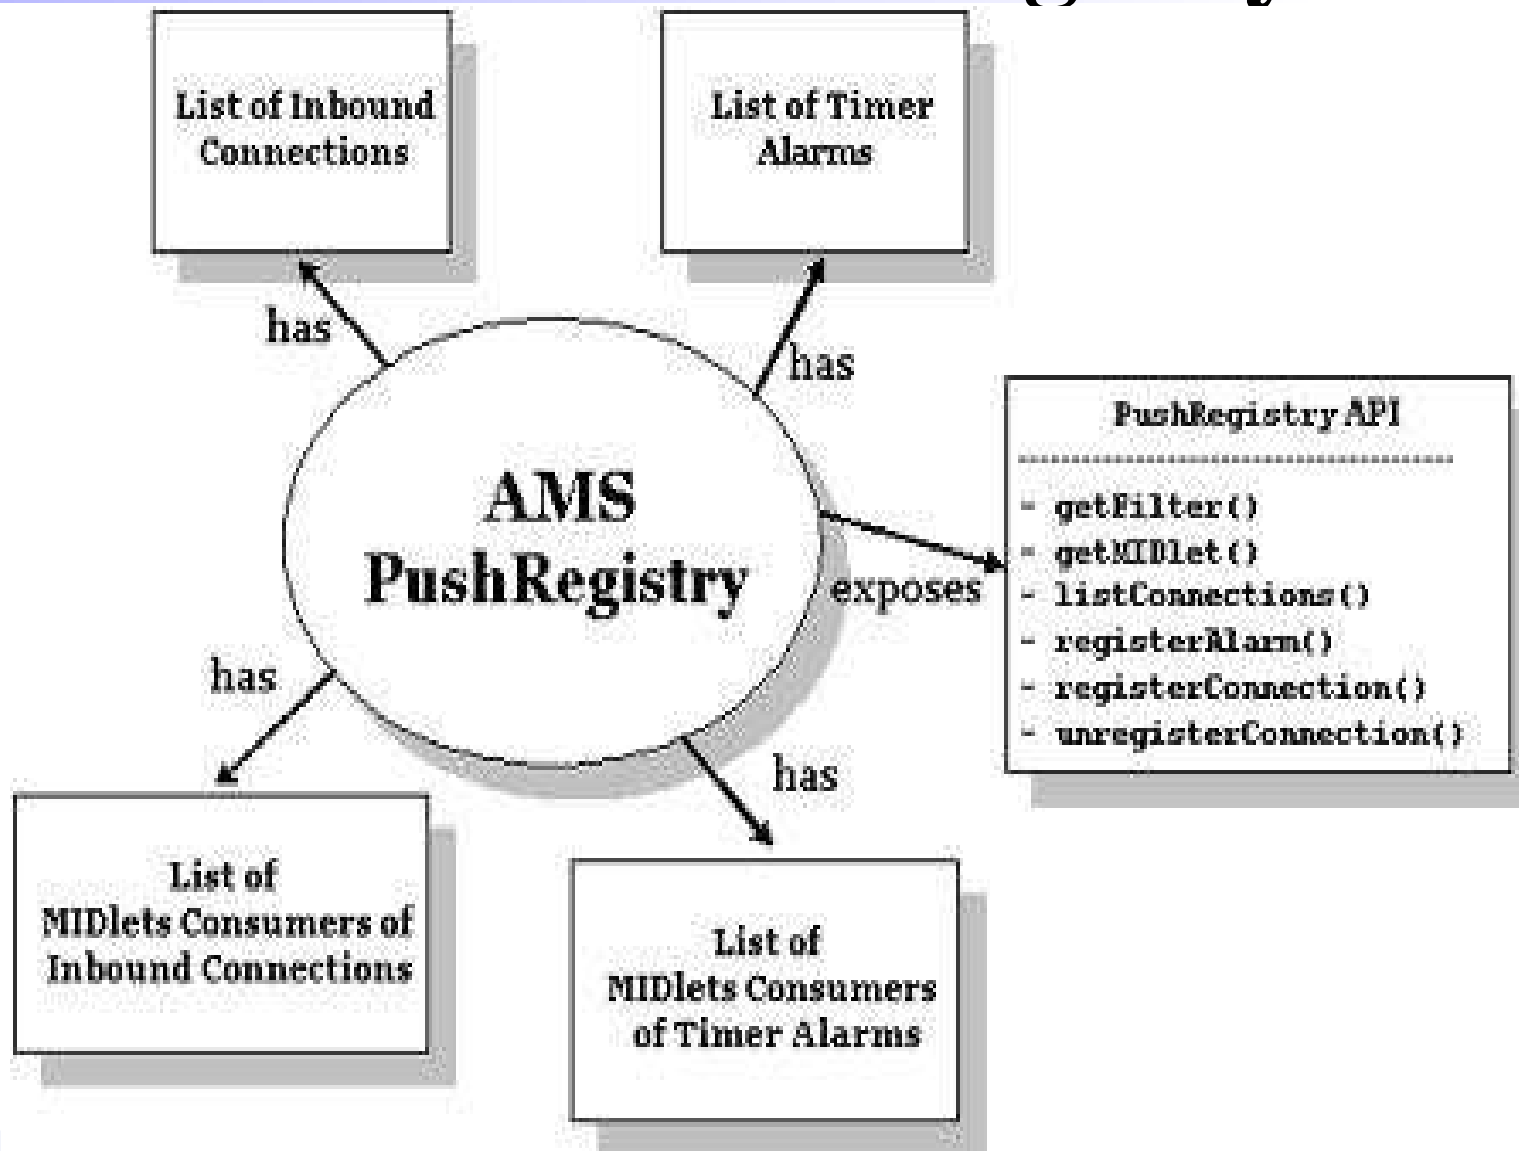 List of Inbound
Connections
List of Timer
Alarms
has
has
PushRegistry API
- getFilter()
- getMIDlet()
- listConnections()
- registerAlarm()
- registerConnection()
- unregisterConnection()
AMS
PushRegistry
exposes
has
has
List of
MIDlets Consumers of
Inbound Connections
List of
MIDlets Consumers
of Timer Alarms